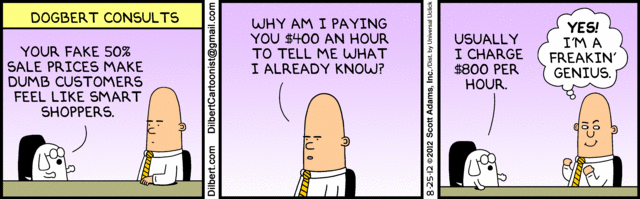 DOGBERT CONSULTS
YOUR FAKE 50%
SALE PRICES MAKE
DUMB CUSTOMERS
FEEL LIKE SMART
SHOPPERS.
Dilbert.com DilbertCartoonist@gmail.com
WHY AM I PAYING
YOU $400 AN HOUR
TO TELL ME WHAT
I ALREADY KNOW?
8-25-12 © 2012 Scott Adams, Inc. /Dist. by Universal Uclick
USUALLY
I CHARGE
$800 PER
HOUR.
YES!
I'M A
FREAKIN'
GENIUS.